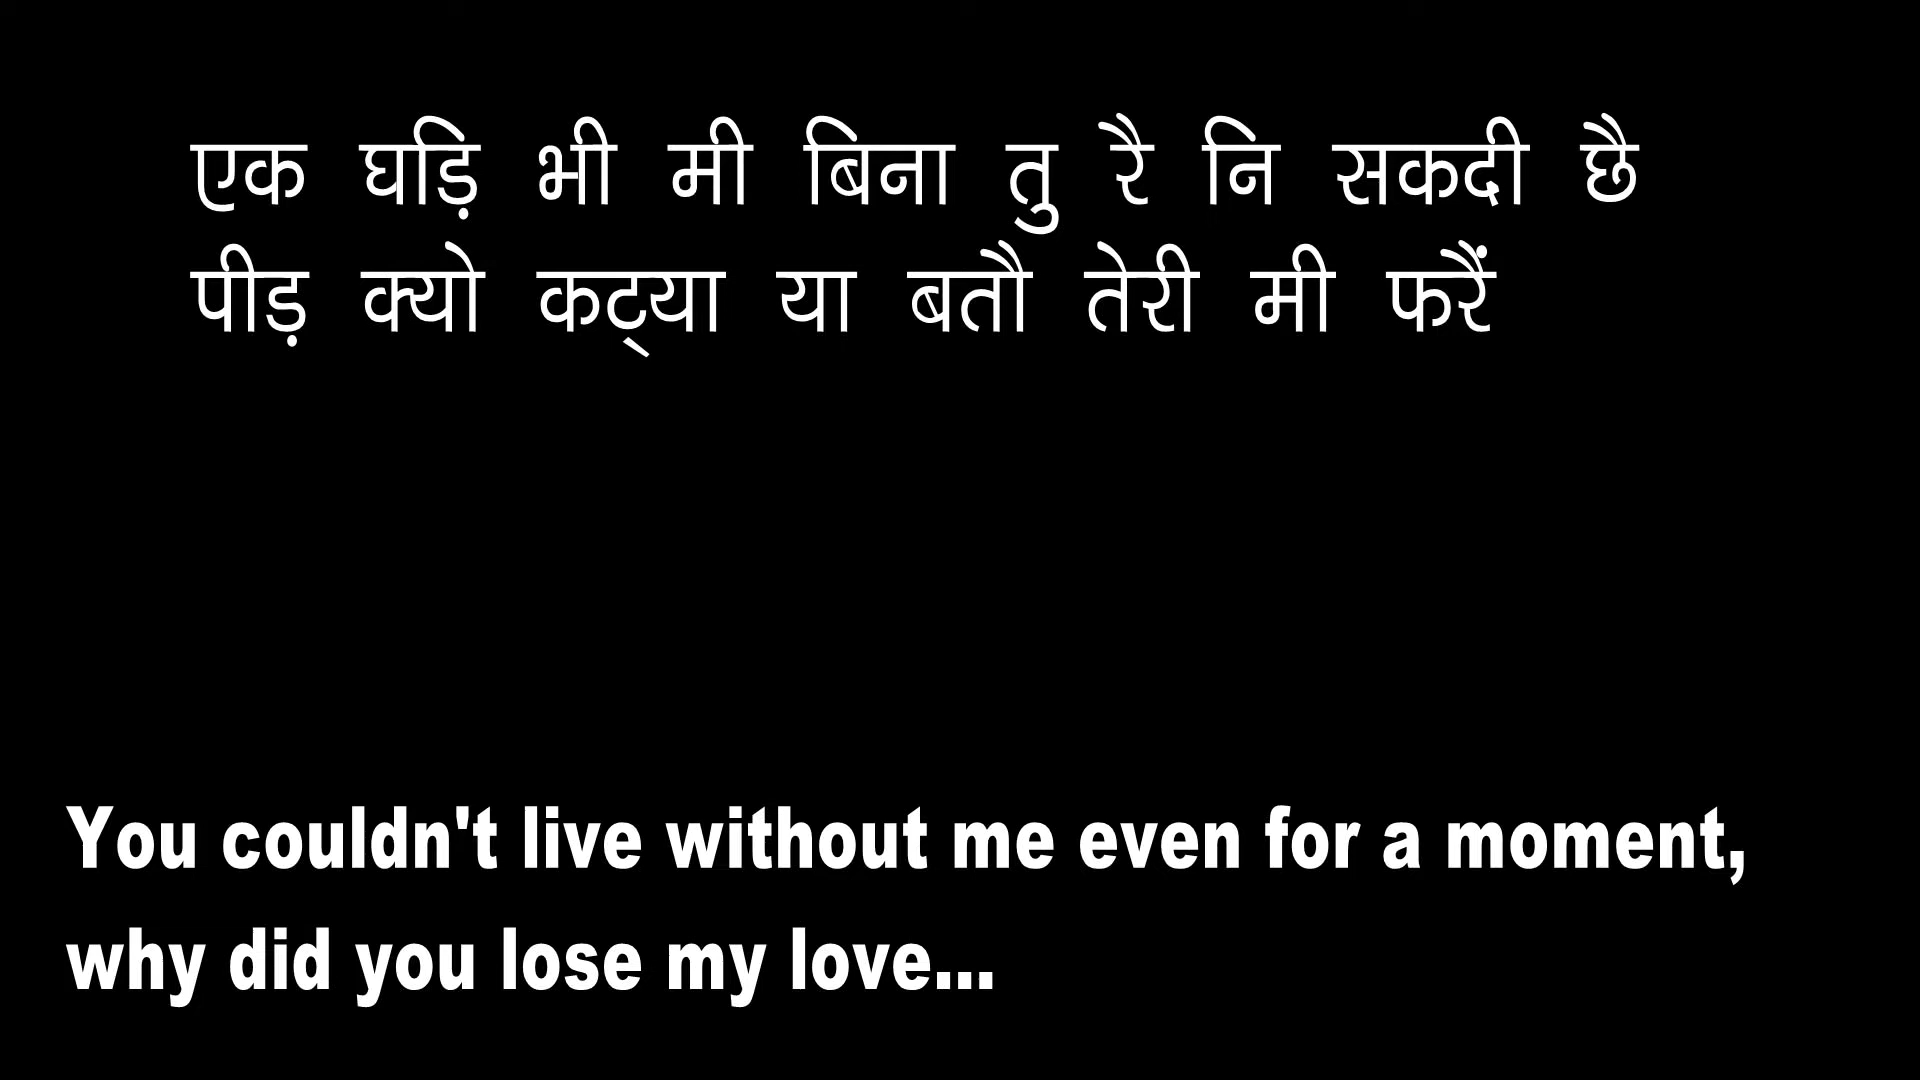 एक घड़ि भी मी बिना तु रै नि सकदी छै
पीड़ क्यो कट्या या बतौ तेरी मी फरैं
You couldn't live without me even for a moment,
why did you lose my love...